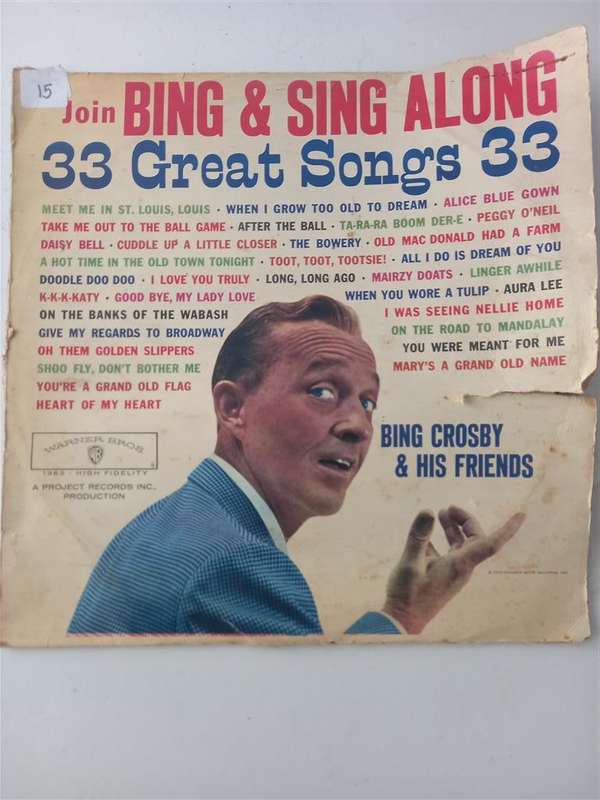 15
Join BING & SING ALONG
33 Great Songs 33
MEET ME IN ST. LOUIS, LOUIS · WHEN I GROW TOO OLD TO DREAM · ALICE BLUE GOWN
TAKE ME OUT TO THE BALL GAME · AFTER THE BALL · TA-RA-RA BOOM DER-E · PEGGY O'NEIL
DAISY BELL · CUDDLE UP A LITTLE CLOSER · THE BOWERY · OLD MAC DONALD HAD A FARM
A HOT TIME IN THE OLD TOWN TONIGHT · TOOT, TOOT, TOOTSIE! · ALL I DO IS DREAM OF YOU
DOODLE DOO DOO · I LOVE YOU TRULY · LONG, LONG AGO · MAIRZY DOATS · LINGER AWHILE
K-K-K-KATY · GOOD BYE, MY LADY LOVE
WHEN YOU WORE A TULIP · AURA LEE
ON THE BANKS OF THE WABASH
I WAS SEEING NELLIE HOME
GIVE MY REGARDS TO BROADWAY
ON THE ROAD TO MANDALAY
OH THEM GOLDEN SLIPPERS
YOU WERE MEANT FOR ME
SHOO FLY, DON'T BOTHER ME
MARY'S A GRAND OLD NAME
YOU'RE A GRAND OLD FLAG
HEART OF MY HEART
BING CROSBY
& HIS FRIENDS
WARNER BROS.
WB
1363 · HIGH FIDELITY
A PROJECT RECORDS INC.,
PRODUCTION